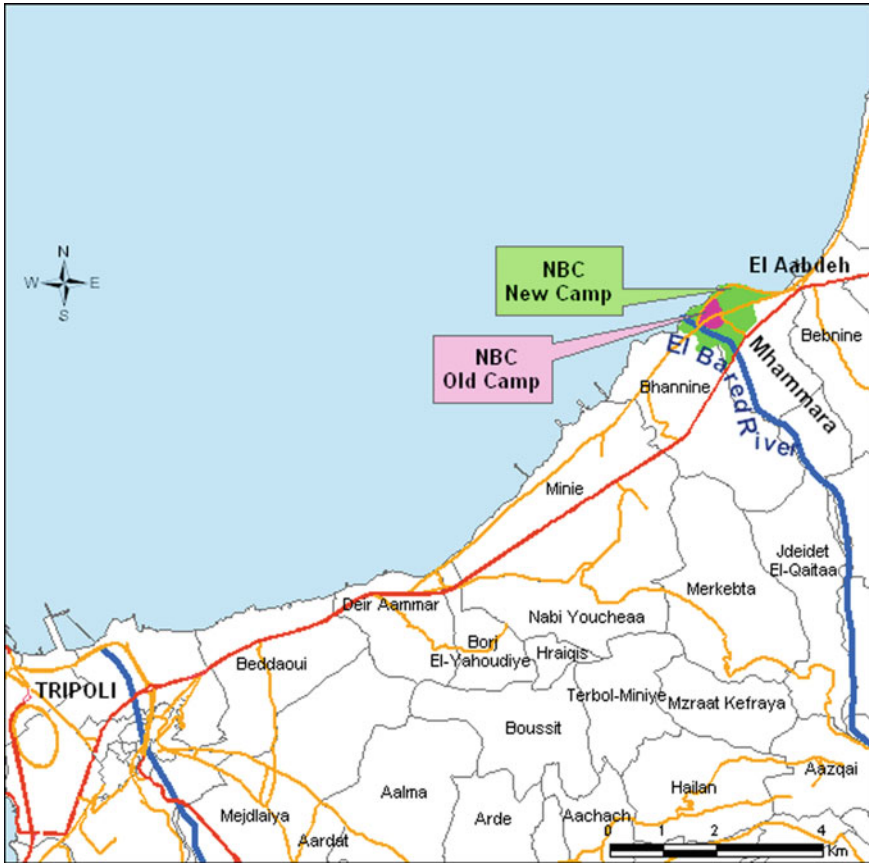 N
W E
S
NBC
New Camp
El Aabdeh
NBC
Old Camp
Bebnine
El Bared River
Mhammara
Bhannine
Minie
Jdeidet
El-Qaitaa
Merkebta
Deir Aammar
Nabi Youcheaa
Borj
El-Yahoudiye
Hraiqis
Beddaoui
TRIPOLI
Terbol-Miniye
Mzraat Kefraya
Boussit
Aazqai
Aalma
Hailan
Mejdlaiya
Arde
Aachach
Aardat
0 2 4
Km